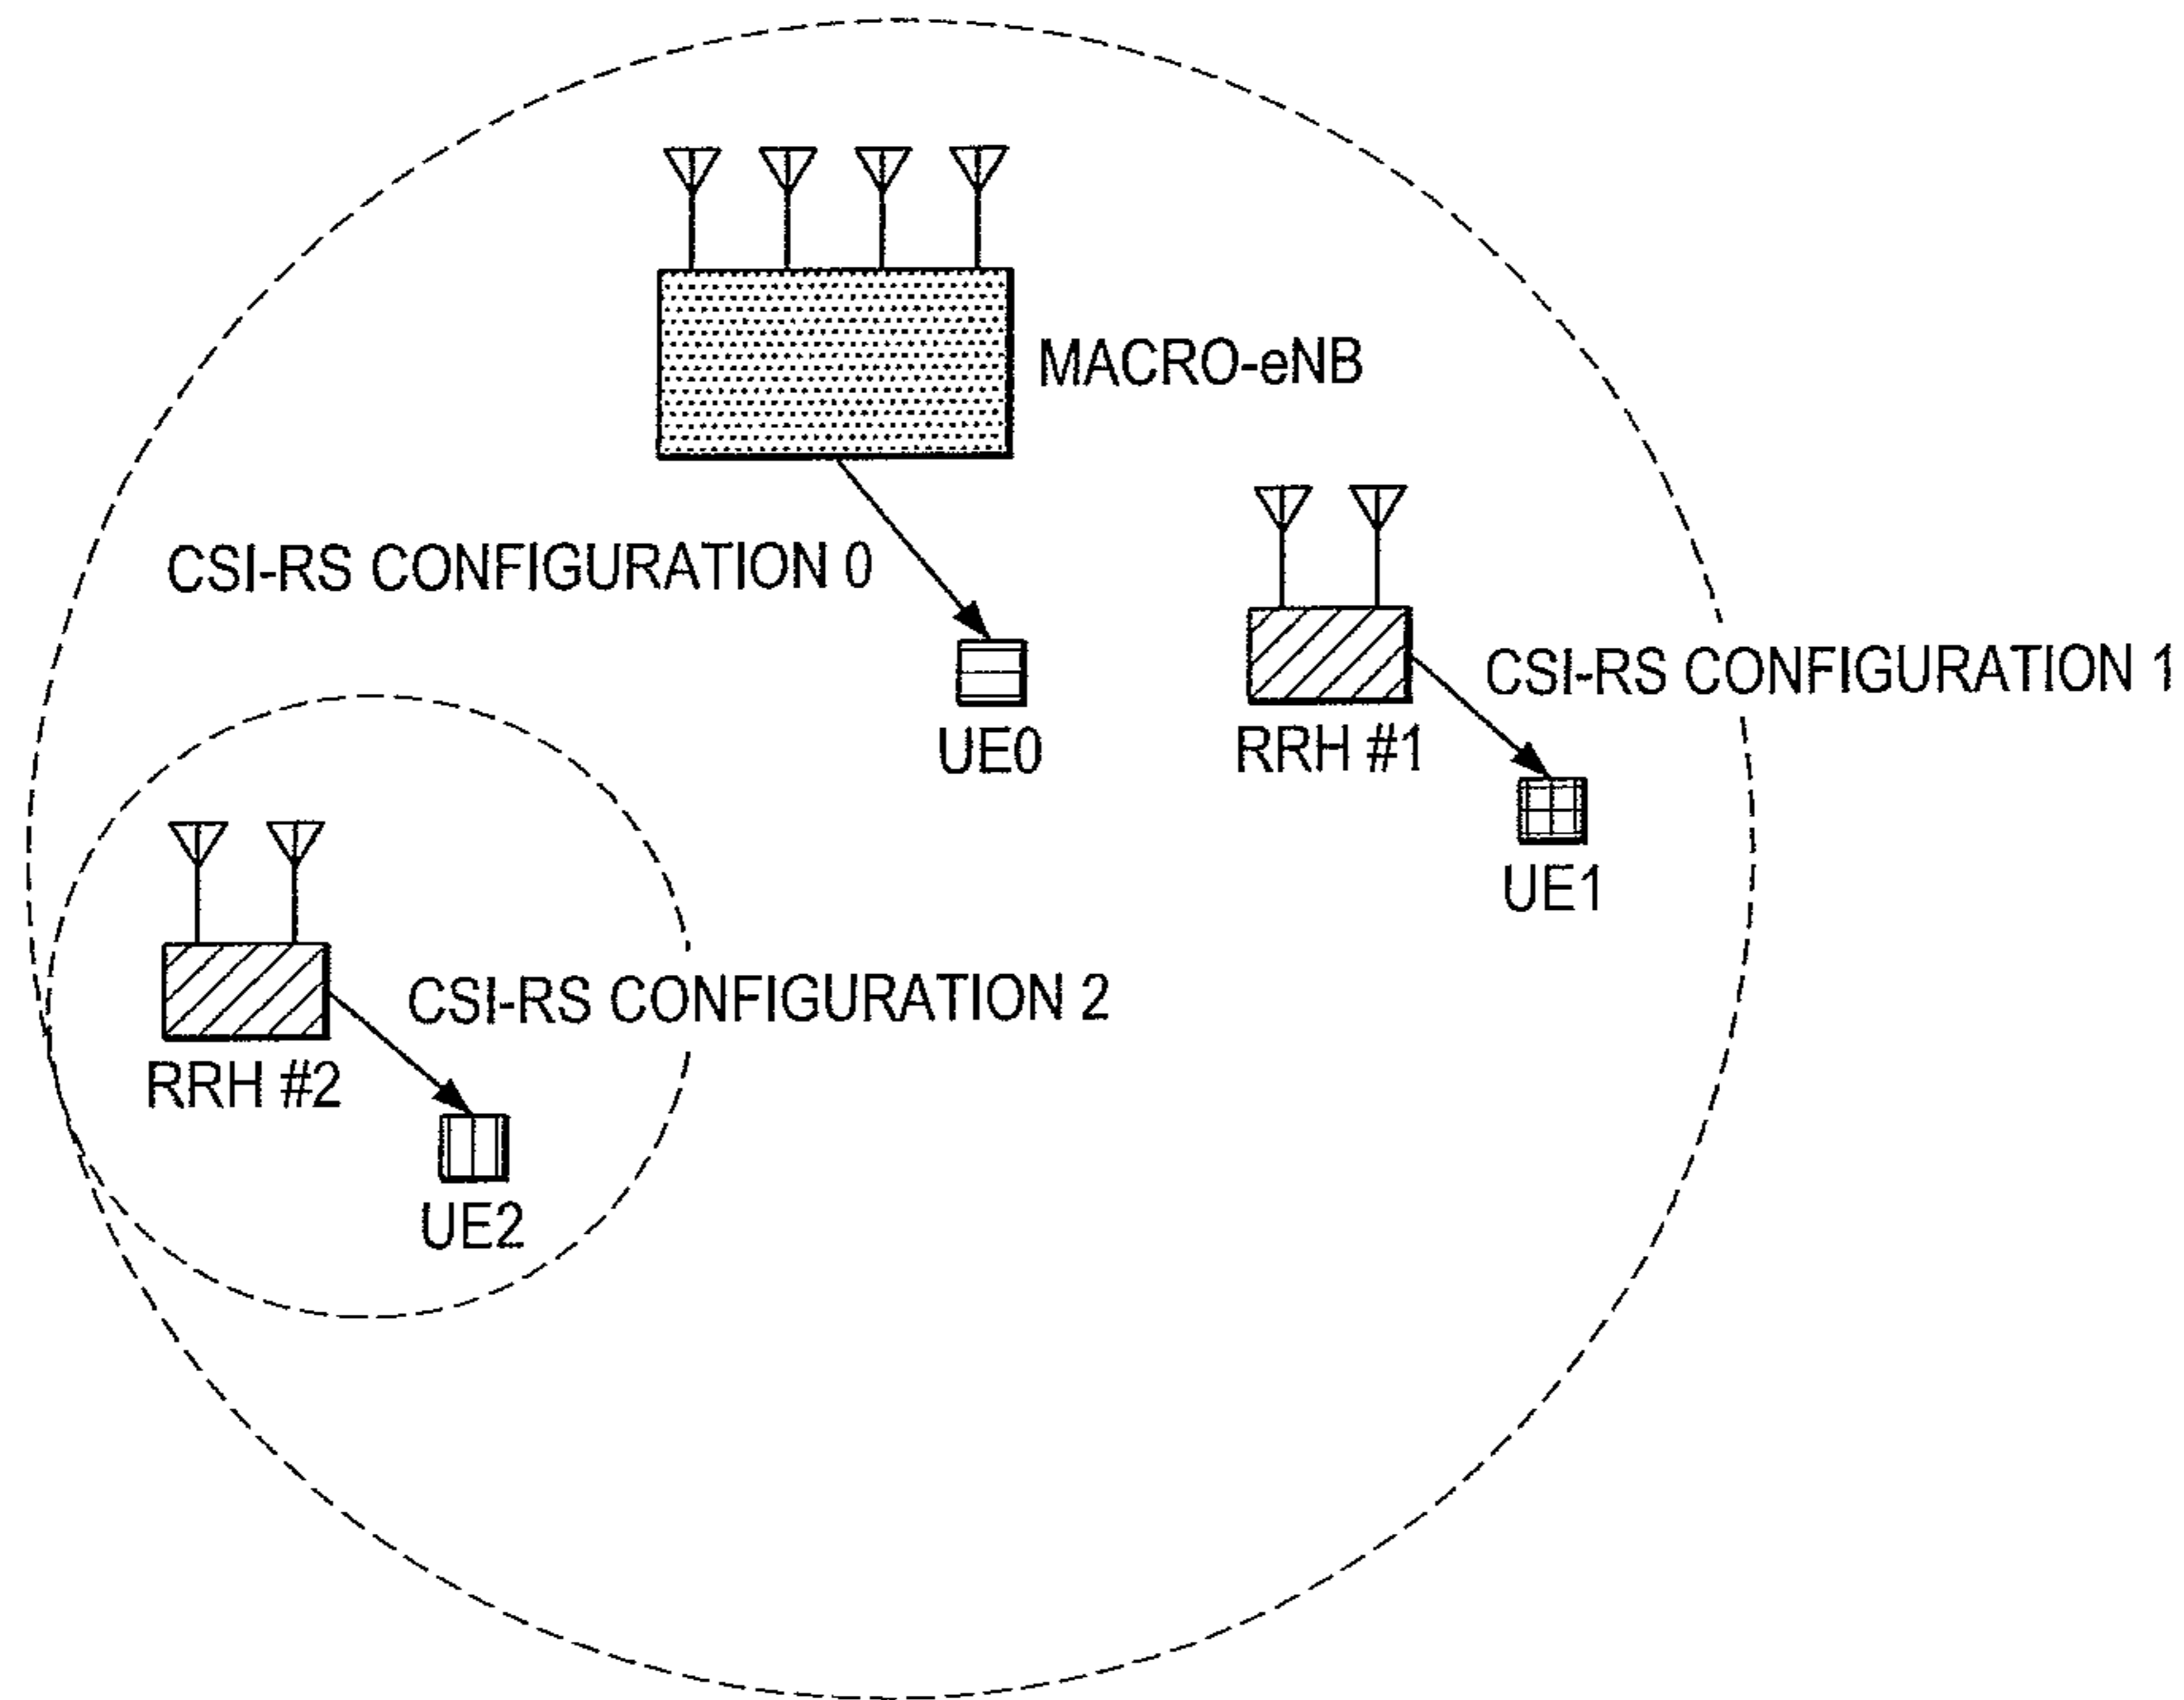 MACRO-eNB
CSI-RS CONFIGURATION 0
UE0
CSI-RS CONFIGURATION 1
RRH #1
UE1
CSI-RS CONFIGURATION 2
RRH #2
UE2